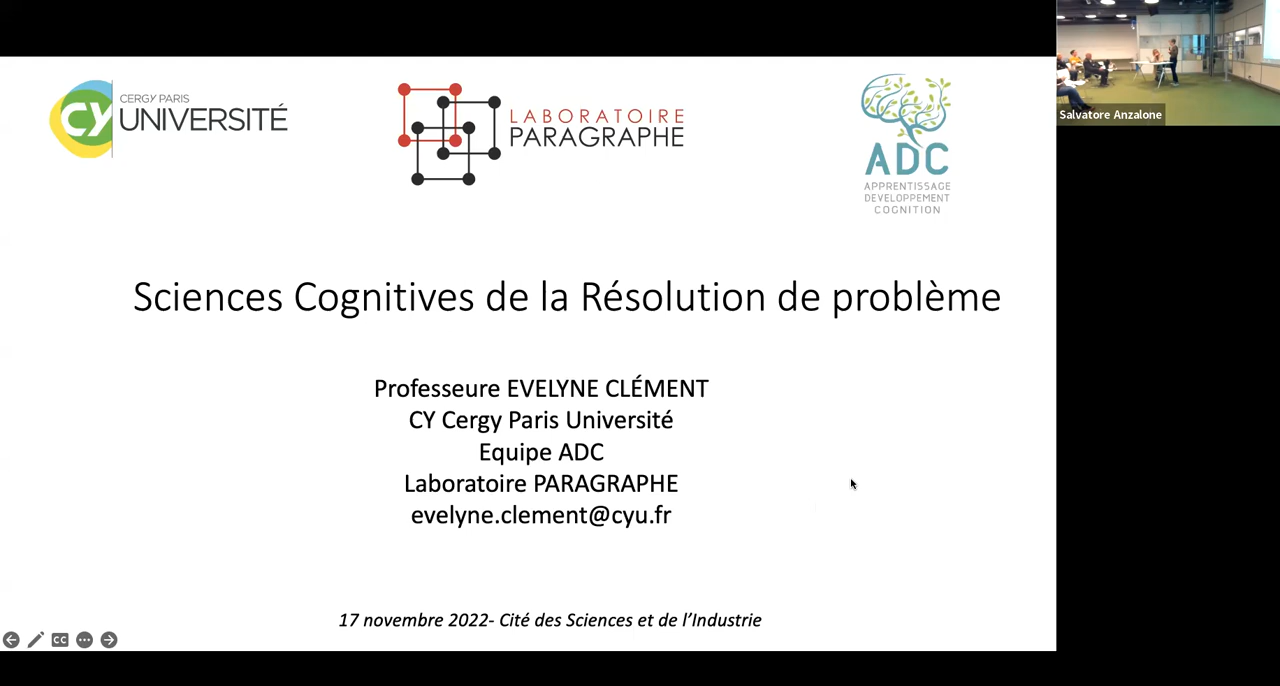 CY
CERGY PARIS
UNIVERSITÉ
LABORATOIRE
PARAGRAPHE
ADC
APPRENTISSAGE
DEVELOPPEMENT
COGNITION
Salvatore Anzalone
Sciences Cognitives de la Résolution de problème
Professeure EVELYNE CLÉMENT
CY Cergy Paris Université
Equipe ADC
Laboratoire PARAGRAPHE
evelyne.clement@cyu.fr
17 novembre 2022- Cité des Sciences et de l’Industrie
CC